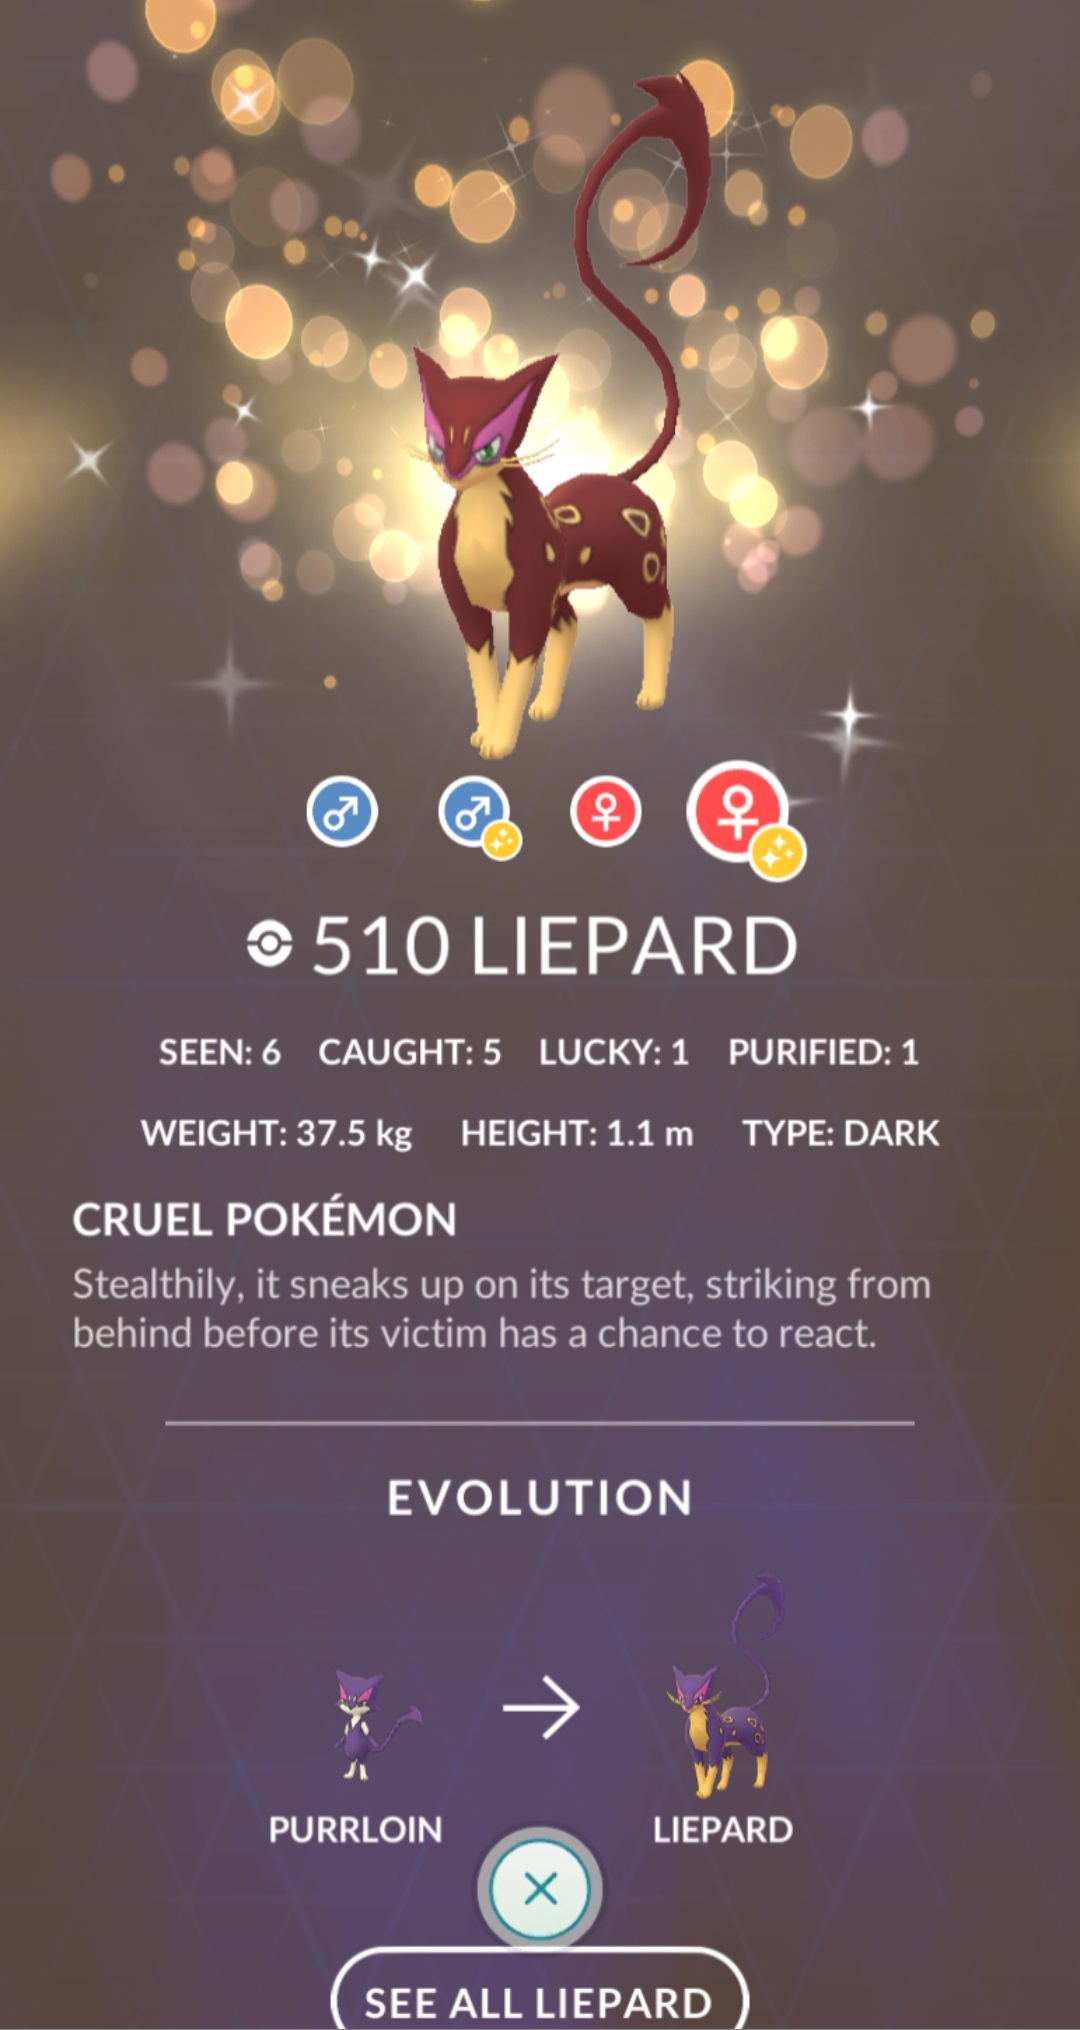 510 LIEPARD
SEEN: 6 CAUGHT: 5 LUCKY: 1 PURIFIED: 1
WEIGHT: 37.5 kg HEIGHT: 1.1 m TYPE: DARK
CRUEL POKÉMON
Stealthily, it sneaks up on its target, striking from
behind before its victim has a chance to react.
EVOLUTION
PURRLOIN LIEPARD
SEE ALL LIEPARD